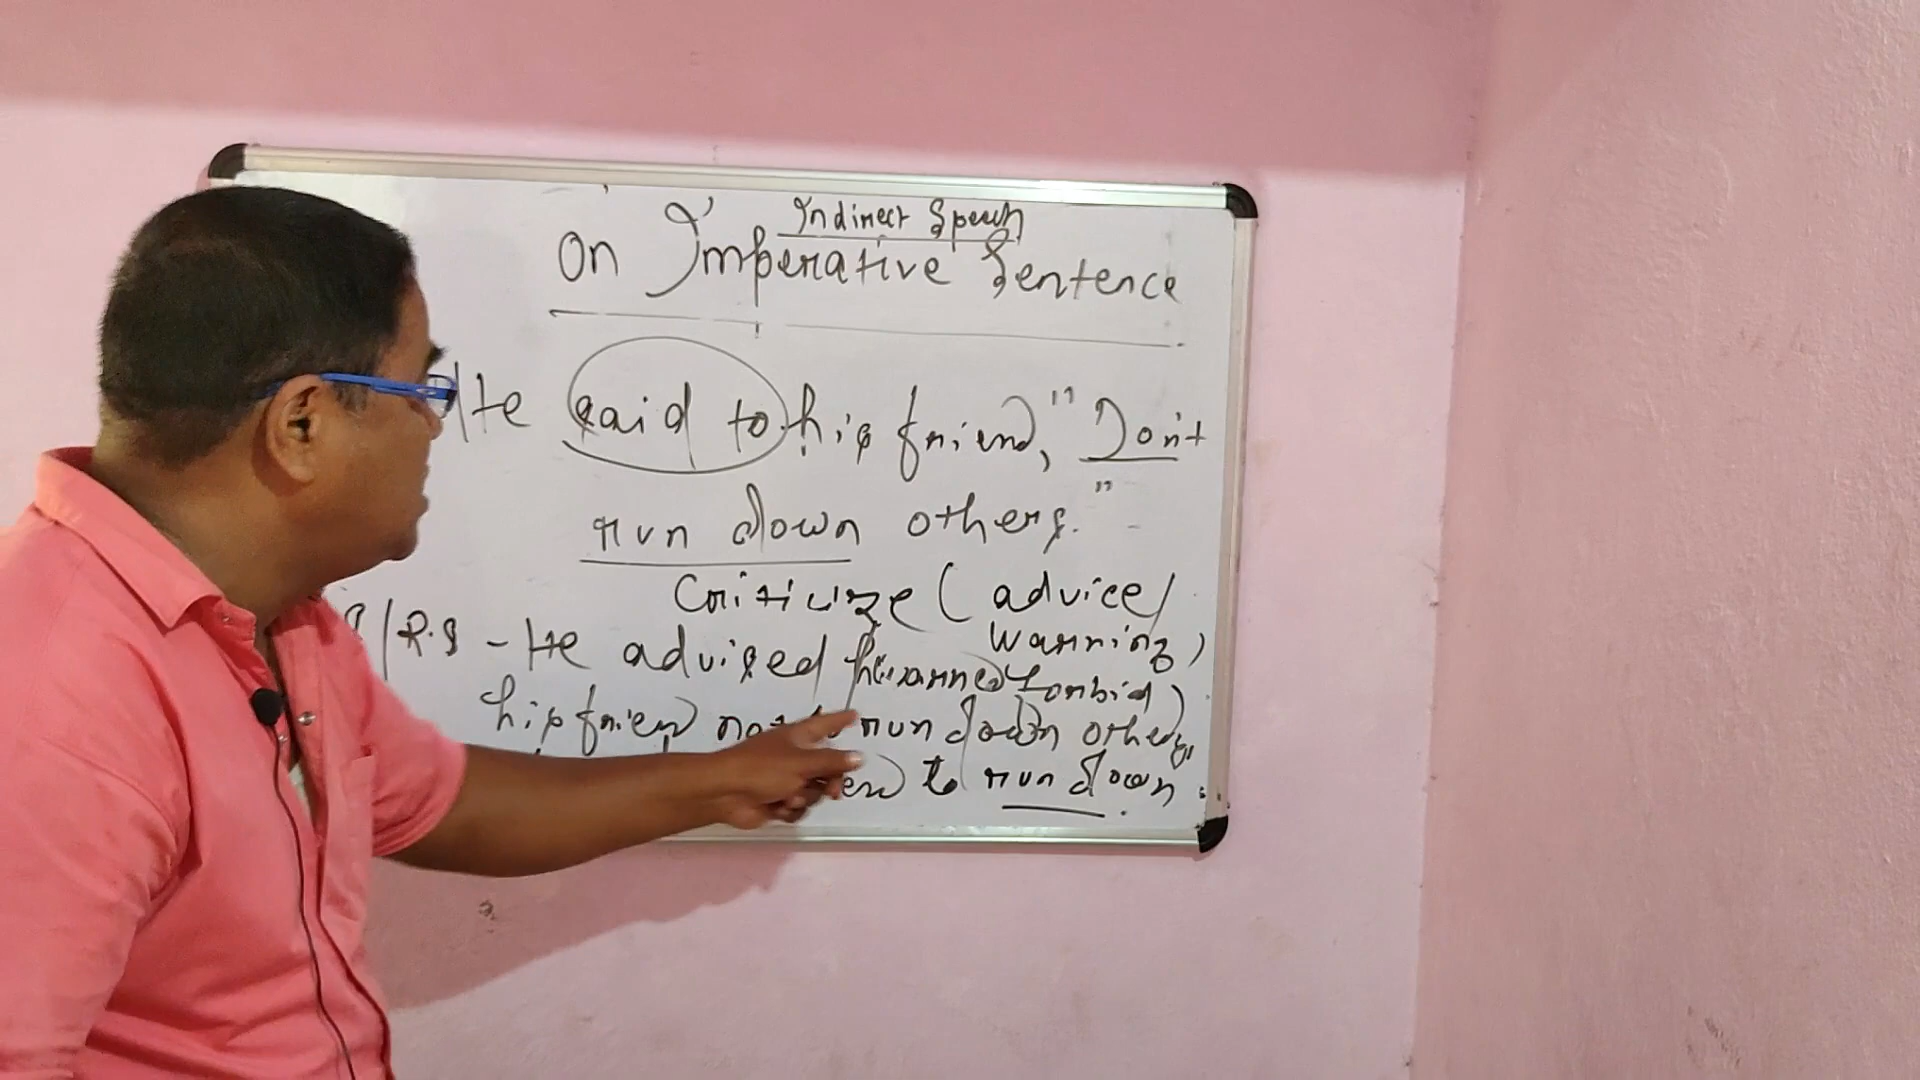 Indirect Speech
On Imperative Sentence
He said to his friend, "Don't
run down others."
Criticize (advice/
Warning)
R.S - He advised / warned / forbid)
his friend not to run down others
to run down